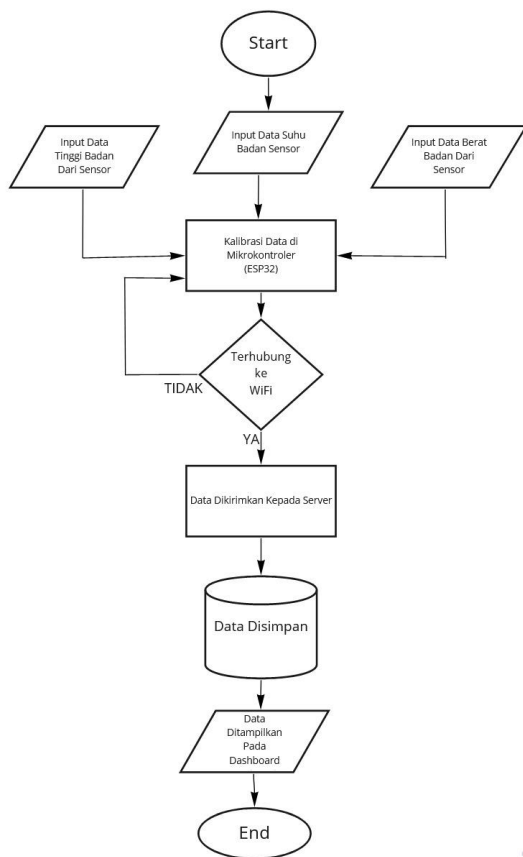 Start
Input Data
Tinggi Badan
Dari Sensor
Input Data Suhu
Badan Sensor
Input Data Berat
Badan Dari
Sensor
Kalibrasi Data di
Mikrokontroler
(ESP32)
Terhubung
ke
WiFi
TIDAK
YA
Data Dikirimkan Kepada Server
Data Disimpan
Data
Ditampilkan
Pada
Dashboard
End